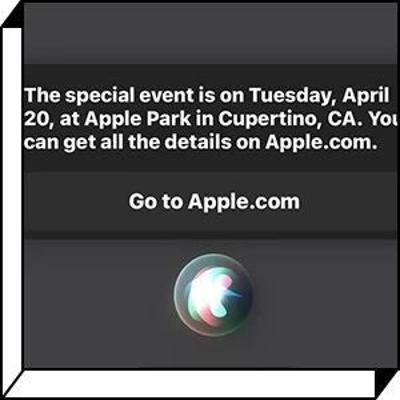 The special event is on Tuesday, April
20, at Apple Park in Cupertino, CA. You
can get all the details on Apple.com.
Go to Apple.com